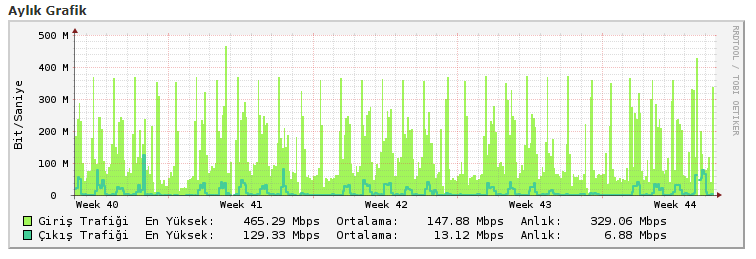 Aylık Grafik
RRDTOOL / TOBI OETIKER
Bit/Saniye
500 M
400 M
300 M
200 M
100 M
0
Week 40 Week 41 Week 42 Week 43 Week 44
Giriş Trafiği En Yüksek: 465.29 Mbps Ortalama: 147.88 Mbps Anlık: 329.06 Mbps
Çıkış Trafiği En Yüksek: 129.33 Mbps Ortalama: 13.12 Mbps Anlık: 6.88 Mbps